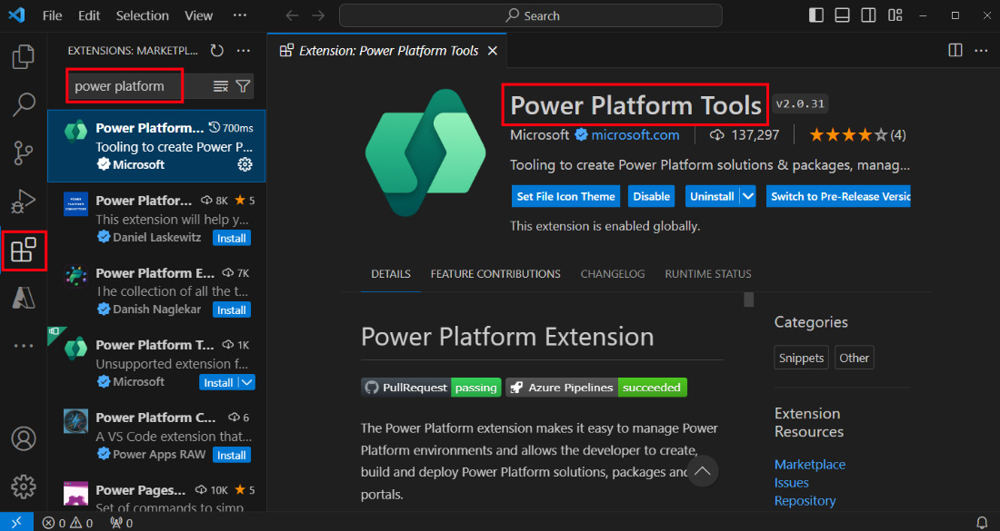 File Edit Selection View ··· Search
EXTENSIONS: MARKETPL...
power platform
Power Platform... 700ms
Tooling to create Power P...
Microsoft
Power Platfor... 8K 5
This extension will help y...
Daniel Laskewitz Install
Power Platform E... 7K
The collection of all the t...
Danish Naglekar Install
Power Platform T... 1K
Unsupported extension f...
Microsoft Install
Power Platform C... 6
A VS Code extension that...
Power Apps RAW Install
Power Pages... 10K 5
Set of commands to simp...
Extension: Power Platform Tools
Power Platform Tools v2.0.31
Microsoft microsoft.com 137,297 (4)
Tooling to create Power Platform solutions & packages, manag...
Set File Icon Theme Disable Uninstall Switch to Pre-Release Versic
This extension is enabled globally.
DETAILS FEATURE CONTRIBUTIONS CHANGELOG RUNTIME STATUS
Power Platform Extension
PullRequest passing Azure Pipelines succeeded
The Power Platform extension makes it easy to manage Power
Platform environments and allows the developer to create,
build and deploy Power Platform solutions, packages and
portals.
Categories
Snippets Other
Extension
Resources
Marketplace
Issues
Repository
0 0 0
POWER
PLATFORM
CONNECTORS